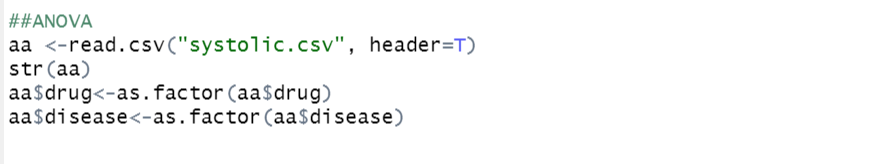 ##ANOVA
aa <-read.csv("systolic.csv", header=T)
str(aa)
aa$drug<-as.factor(aa$drug)
aa$disease<-as.factor(aa$disease)